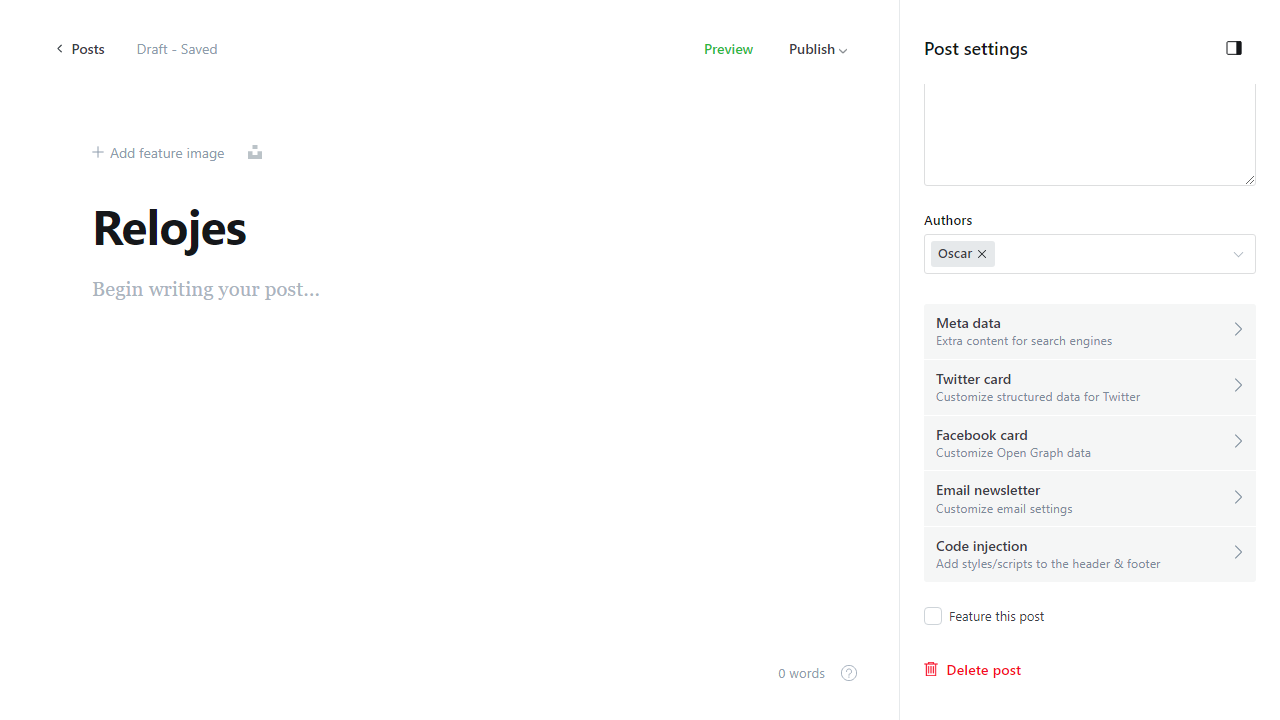 Posts
Draft - Saved
Preview
Publish
Post settings
Add feature image
Relojes
Begin writing your post...
Authors
Oscar
Meta data
Extra content for search engines
Twitter card
Customize structured data for Twitter
Facebook card
Customize Open Graph data
Email newsletter
Customize email settings
Code injection
Add styles/scripts to the header & footer
Feature this post
0 words
?
Delete post